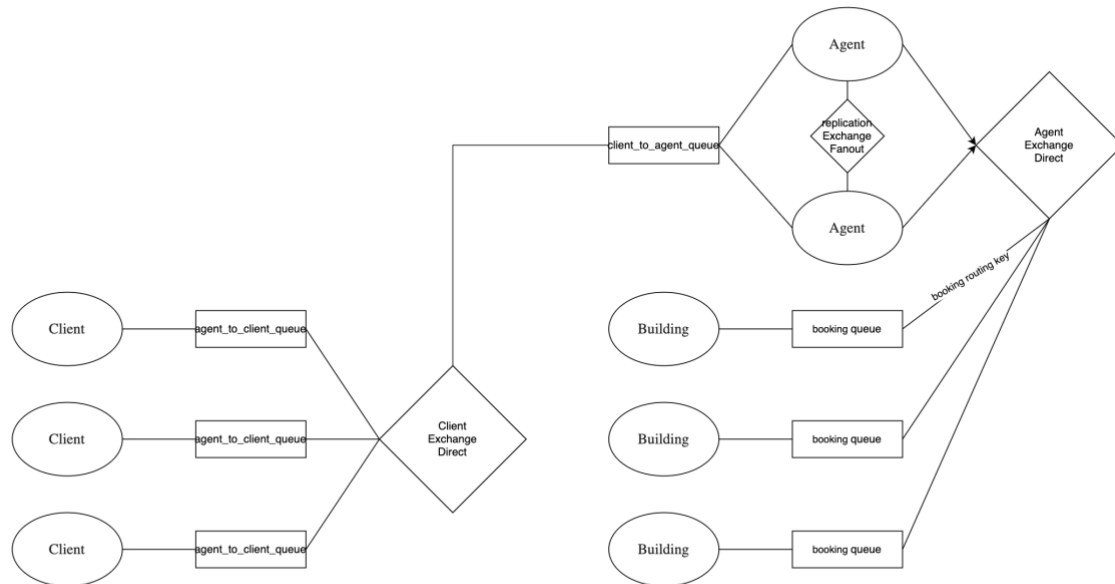 Agent
replication
Exchange
Fanout
Agent
Exchange
Direct
client_to_agent_queue
Agent
booking routing key
Client
agent_to_client_queue
Building
booking queue
Client
agent_to_client_queue
Client
Exchange
Direct
Building
booking queue
Client
agent_to_client_queue
Building
booking queue